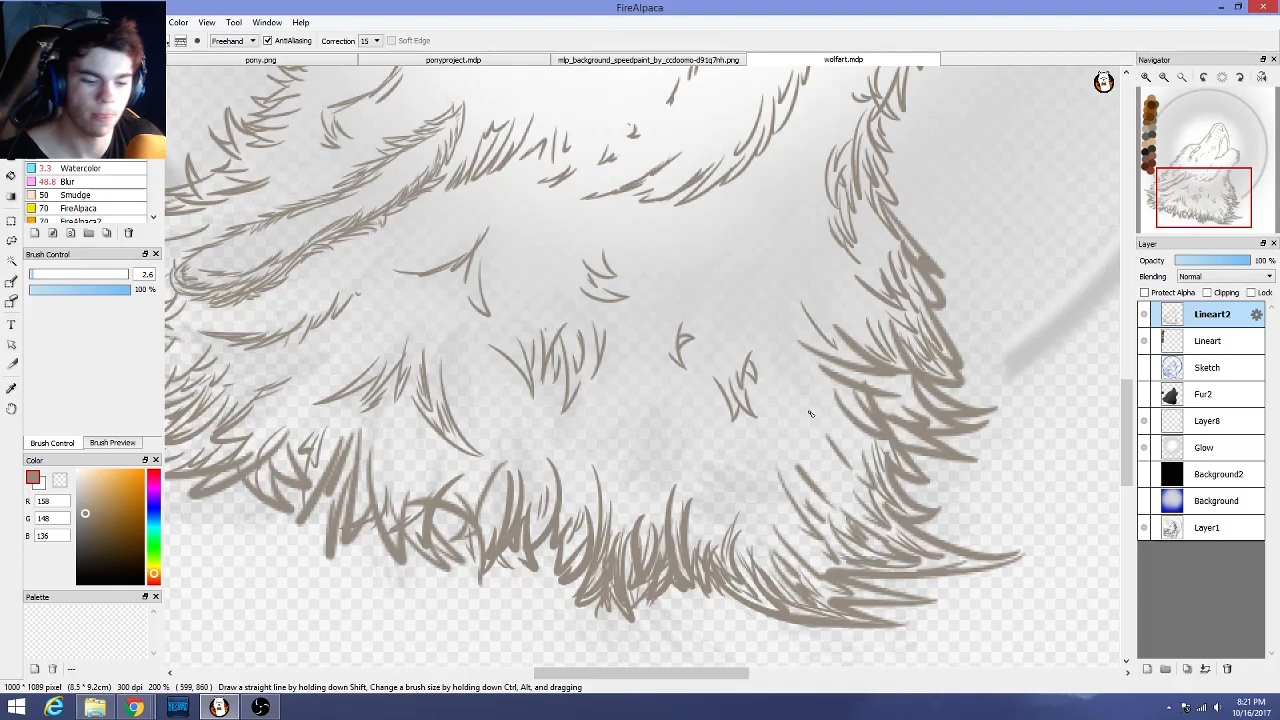 FireAlpaca
Color View Tool Window Help
Freehand AntiAliasing Correction 15 Soft Edge
pony.png ponyproject.mdp mlp_background_speedpaint_by_ccdoomo-d91q7hh.png wolfart.mdp
Navigator
3.3 Watercolor
48.8 Blur
50 Smudge
70 FireAlpaca
70 FireAlpaca2
Brush Control
2.6
100 %
Brush Control Brush Preview
Color
R 158
G 148
B 136
Palette
---
Layer
Opacity 100 %
Blending Normal
Protect Alpha Clipping Lock
Lineart2
Lineart
Sketch
Fur2
Layer8
Glow
Background2
Background
Layer1
1000 * 1089 pixel (8.5 * 9.2cm) 300 dpi 200 % (599, 860) Draw a straight line by holding down Shift, Change a brush size by holding down Ctrl, Alt, and dragging
BLIZZARD
8:21 PM
10/16/2017